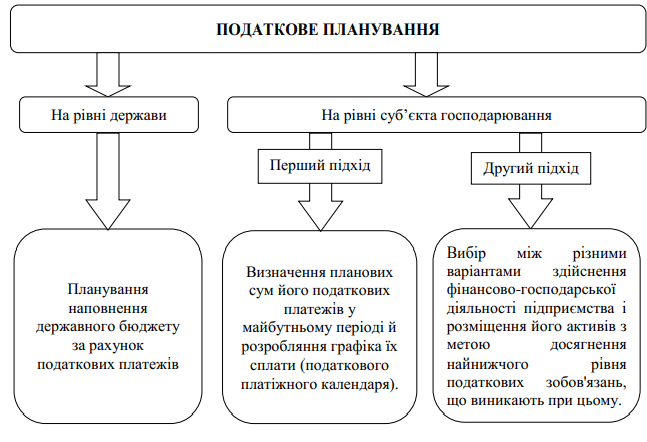 ПОДАТКОВЕ ПЛАНУВАННЯ
На рівні держави
На рівні суб’єкта господарювання
Перший підхід
Другий підхід
Планування
наповнення
державного бюджету
за рахунок
податкових платежів
Визначення планових
сум його податкових
платежів у
майбутньому періоді й
розробляння графіка їх
сплати (податкового
платіжного календаря).
Вибір між різними
варіантами здійснення
фінансово-господарської
діяльності підприємства і
розміщення його активів з
метою досягнення
найнижчого рівня
податкових зобов'язань,
що виникають при цьому.